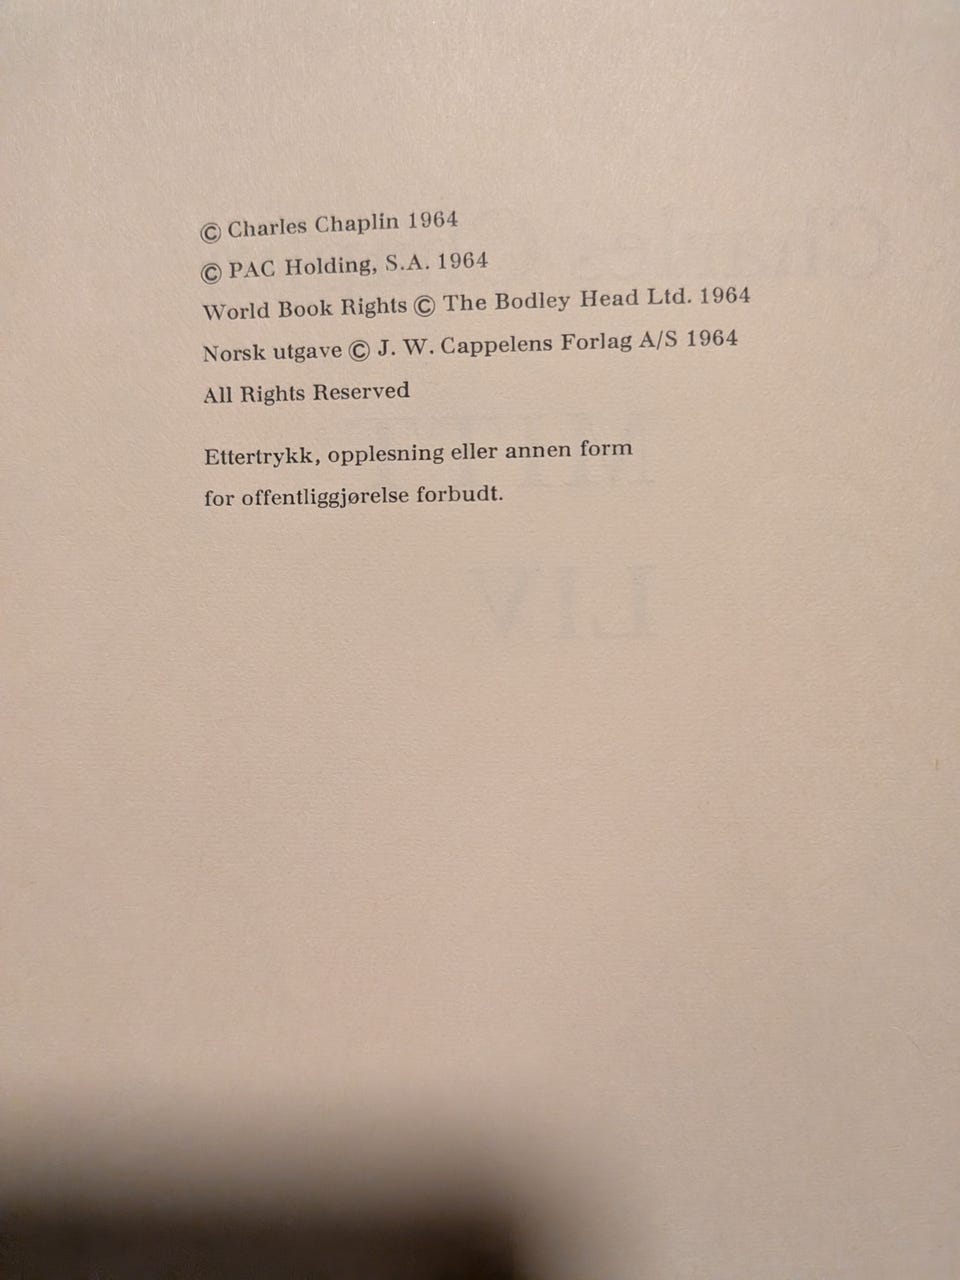 © Charles Chaplin 1964
© PAC Holding, S.A. 1964
World Book Rights © The Bodley Head Ltd. 1964
Norsk utgave © J. W. Cappelens Forlag A/S 1964
All Rights Reserved
Ettertrykk, opplesning eller annen form
for offentliggjørelse forbudt.
LIV